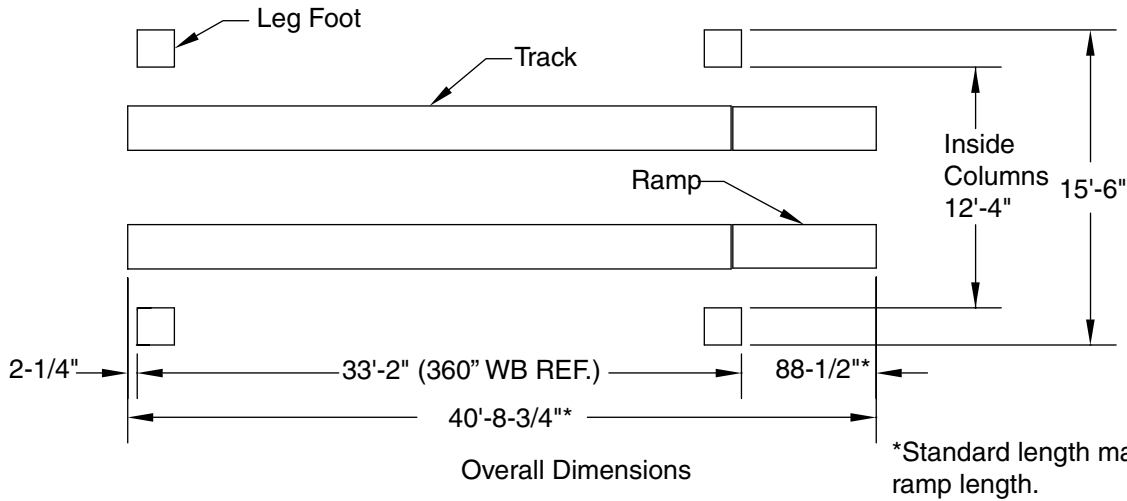 Leg Foot
Track
Ramp
Inside
Columns
12'-4"
15'-6"
2-1/4"
33'-2" (360” WB REF.)
88-1/2"*
40'-8-3/4"*
Overall Dimensions
*Standard length ma
ramp length.